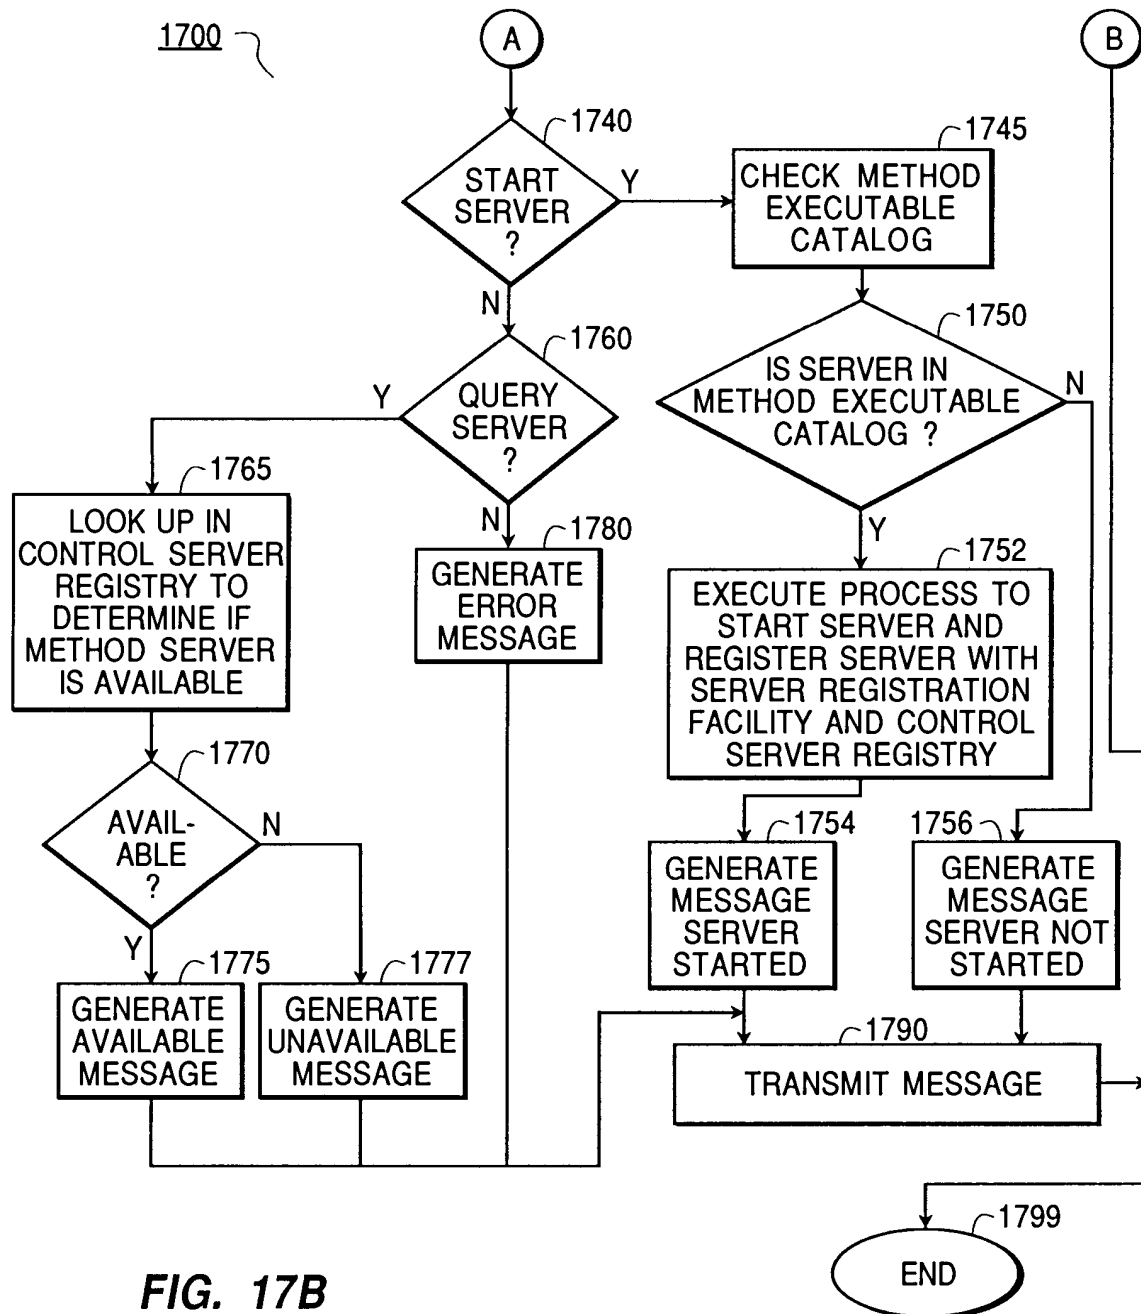 1700
A
B
1740
START
SERVER
?
Y
N
1745
CHECK METHOD
EXECUTABLE
CATALOG
1750
IS SERVER IN
METHOD EXECUTABLE
CATALOG ?
N
Y
1760
QUERY
SERVER
?
Y
N
1765
LOOK UP IN
CONTROL SERVER
REGISTRY TO
DETERMINE IF
METHOD SERVER
IS AVAILABLE
1780
GENERATE
ERROR
MESSAGE
1752
EXECUTE PROCESS TO
START SERVER AND
REGISTER SERVER WITH
SERVER REGISTRATION
FACILITY AND CONTROL
SERVER REGISTRY
1770
AVAIL-
ABLE
?
N
Y
1754
GENERATE
MESSAGE
SERVER
STARTED
1756
GENERATE
MESSAGE
SERVER NOT
STARTED
1775
GENERATE
AVAILABLE
MESSAGE
1777
GENERATE
UNAVAILABLE
MESSAGE
1790
TRANSMIT MESSAGE
1799
END
FIG. 17B